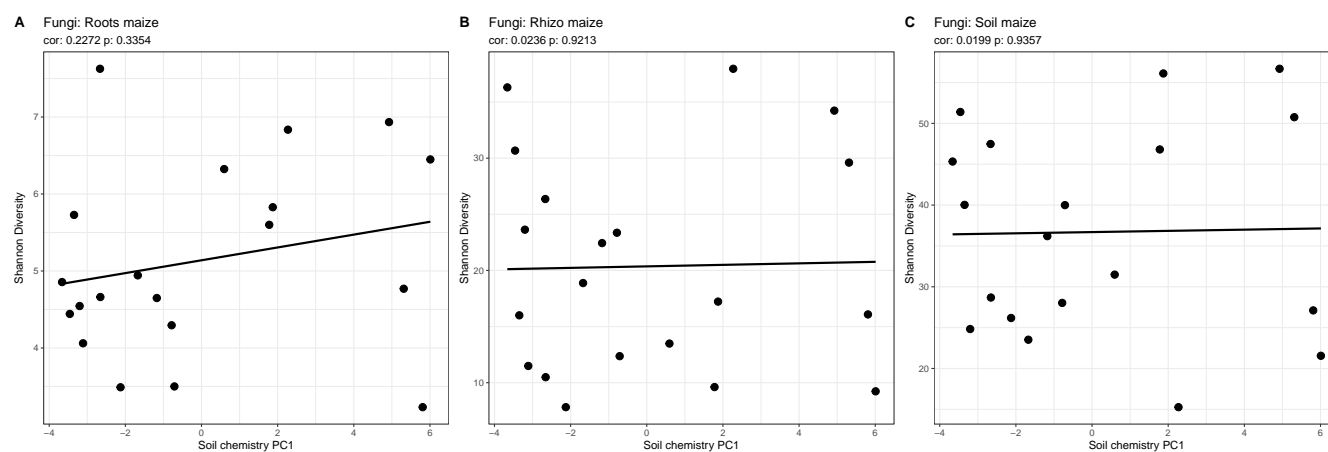 A Fungi: Roots maize
cor: 0.2272 p: 0.3354
7
6
5
4
Shannon Diversity
−4 −2 0 2 4 6
Soil chemistry PC1
B Fungi: Rhizo maize
cor: 0.0236 p: 0.9213
30
20
10
Shannon Diversity
−4 −2 0 2 4 6
Soil chemistry PC1
C Fungi: Soil maize
cor: 0.0199 p: 0.9357
50
40
30
20
Shannon Diversity
−4 −2 0 2 4 6
Soil chemistry PC1